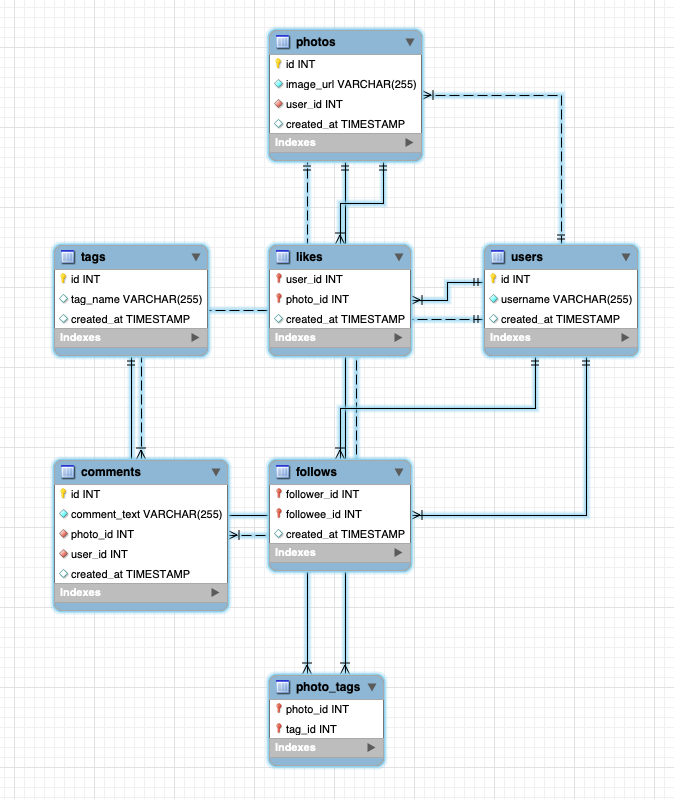 photos
id INT
image_url VARCHAR(255)
user_id INT
created_at TIMESTAMP
Indexes
tags
id INT
tag_name VARCHAR(255)
created_at TIMESTAMP
Indexes
likes
user_id INT
photo_id INT
created_at TIMESTAMP
Indexes
users
id INT
username VARCHAR(255)
created_at TIMESTAMP
Indexes
comments
id INT
comment_text VARCHAR(255)
photo_id INT
user_id INT
created_at TIMESTAMP
Indexes
follows
follower_id INT
followee_id INT
created_at TIMESTAMP
Indexes
photo_tags
photo_id INT
tag_id INT
Indexes